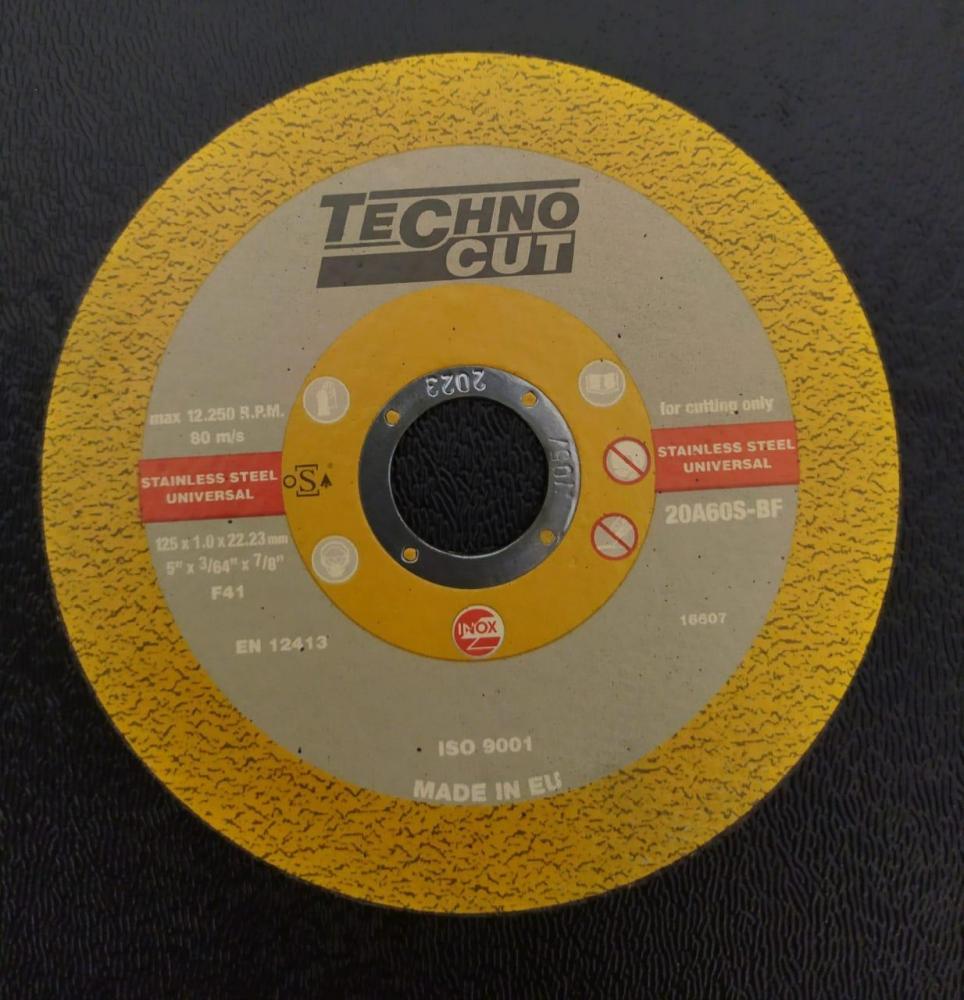 TECHNO
CUT
max 12.250 R.P.M.
80 m/s
STAINLESS STEEL
UNIVERSAL
125 x 1.0 x 22.23 mm
5" x 3/64" x 7/8"
F41
EN 12413
2023
oSa
INOX
for cutting only
STAINLESS STEEL
UNIVERSAL
20A60S-BF
16607
ISO 9001
MADE IN EU